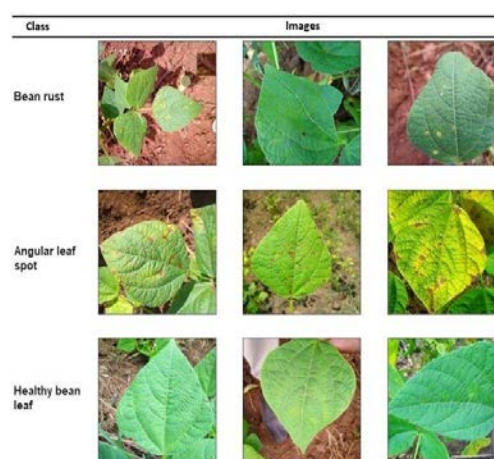 Class Images
Bean rust
Angular leaf
spot
Healthy bean
leaf